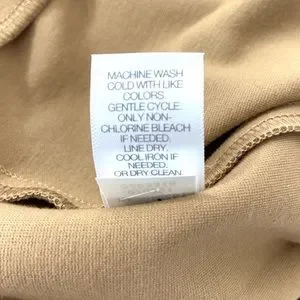 MACHINE WASH
COLD WITH LIKE
COLORS.
GENTLE CYCLE.
ONLY NON-
CHLORINE BLEACH
IF NEEDED.
LINE DRY.
COOL IRON IF
NEEDED.
OR DRY CLEAN